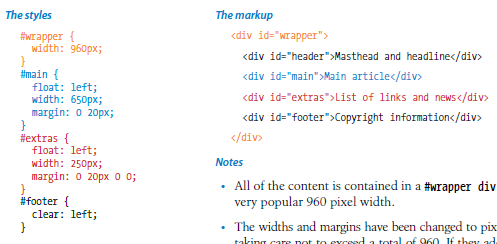 The styles
#wrapper {
width: 960px;
}
#main {
float: left;
width: 650px;
margin: 0 20px;
}
#extras {
float: left;
width: 250px;
margin: 0 20px 0 0;
}
#footer {
clear: left;
}
The markup
<div id="wrapper">
<div id="header">Masthead and headline</div>
<div id="main">Main article</div>
<div id="extras">List of links and news</div>
<div id="footer">Copyright information</div>
</div>
Notes
• All of the content is contained in a #wrapper div
very popular 960 pixel width.
• The widths and margins have been changed to pix
taking care not to exceed a total of 960. If they